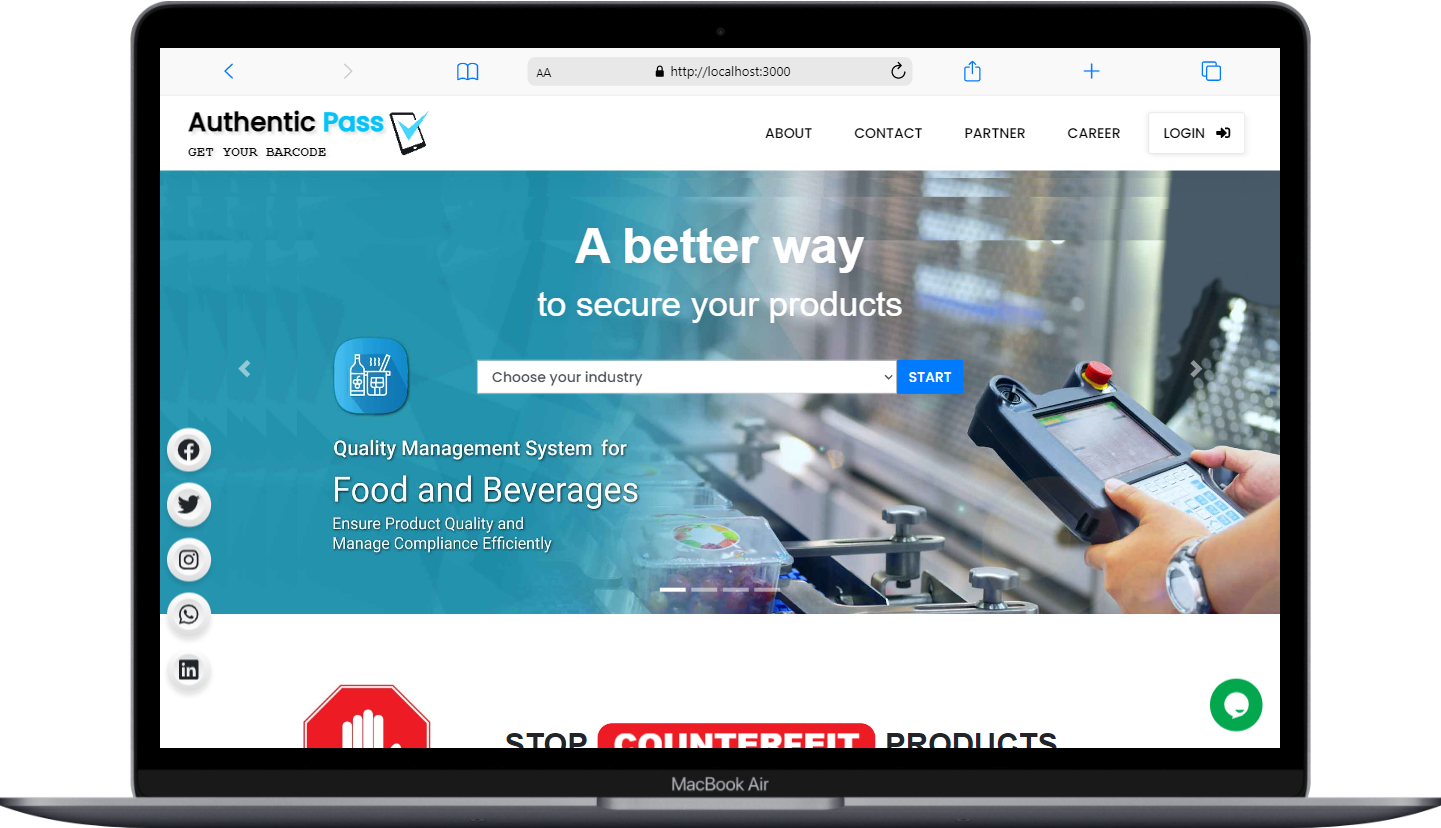 AA
http://localhost:3000
Authentic Pass
GET YOUR BARCODE
ABOUT
CONTACT
PARTNER
CAREER
LOGIN
A better way
to secure your products
Choose your industry
START
Quality Management System for
Food and Beverages
Ensure Product Quality and
Manage Compliance Efficiently
in
STOP COUNTERFEIT PRODUCTS
MacBook Air